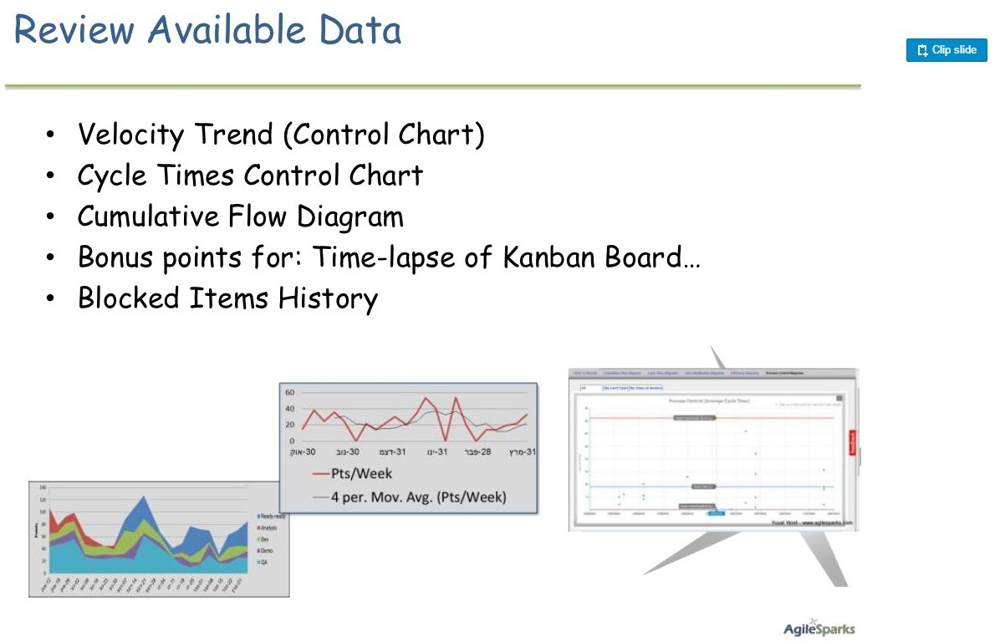 Review Available Data
Clip slide
• Velocity Trend (Control Chart)
• Cycle Times Control Chart
• Cumulative Flow Diagram
• Bonus points for: Time-lapse of Kanban Board...
• Blocked Items History
60
40
20
0
30-אוק 30-נוב 31-דצמ 31-ינו 28-פבר 31-מרץ
Pts/Week
4 per. Mov. Avg. (Pts/Week)
140
120
100
80
60
40
20
0
Points
Ready-ready
Analysis
Dev
Demo
QA
Process Control (Average Cycle Time)
Feedback
Yuval Yeret - www.agilesparks.com
AgileSparks